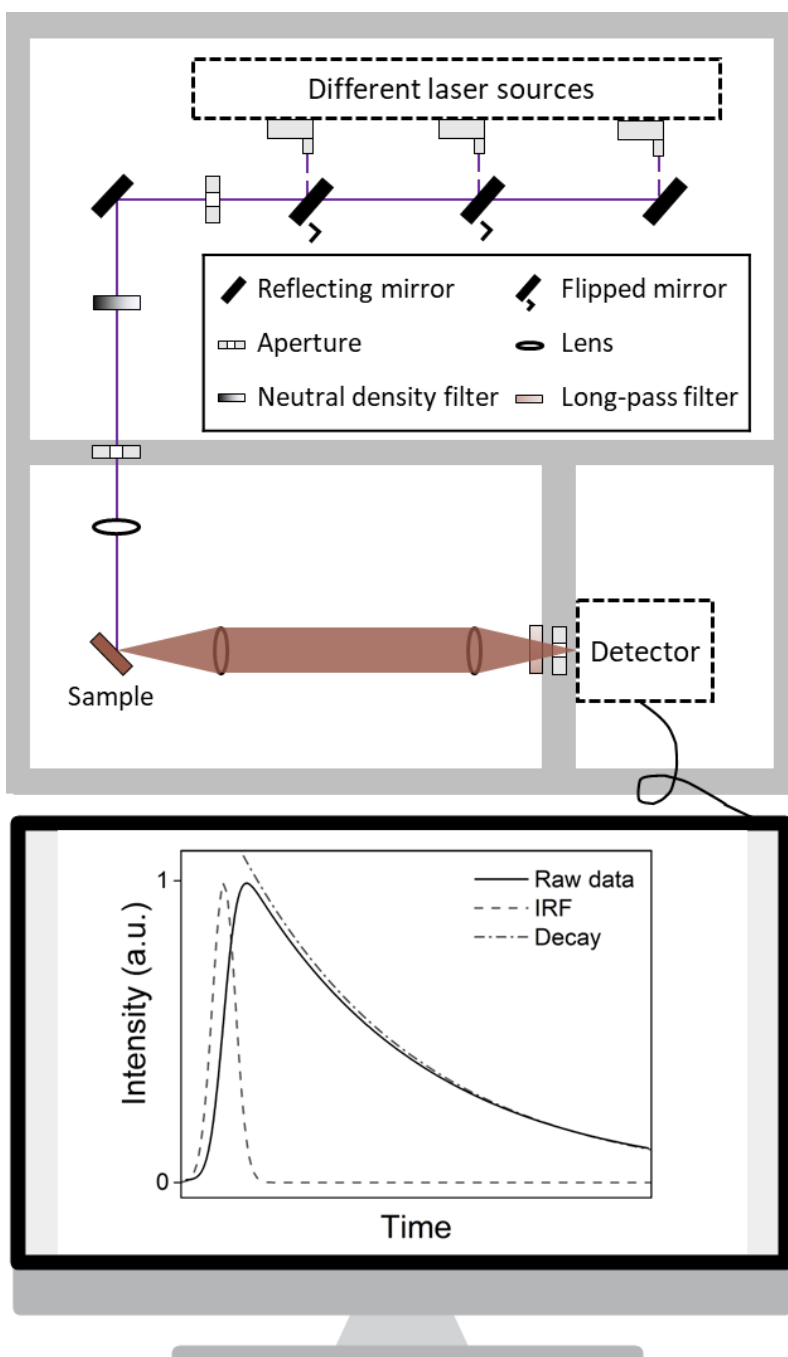 Different laser sources
Reflecting mirror
Flipped mirror
Aperture
Lens
Neutral density filter
Long-pass filter
Sample
Detector
Intensity (a.u.)
1
0
Raw data
IRF
Decay
Time